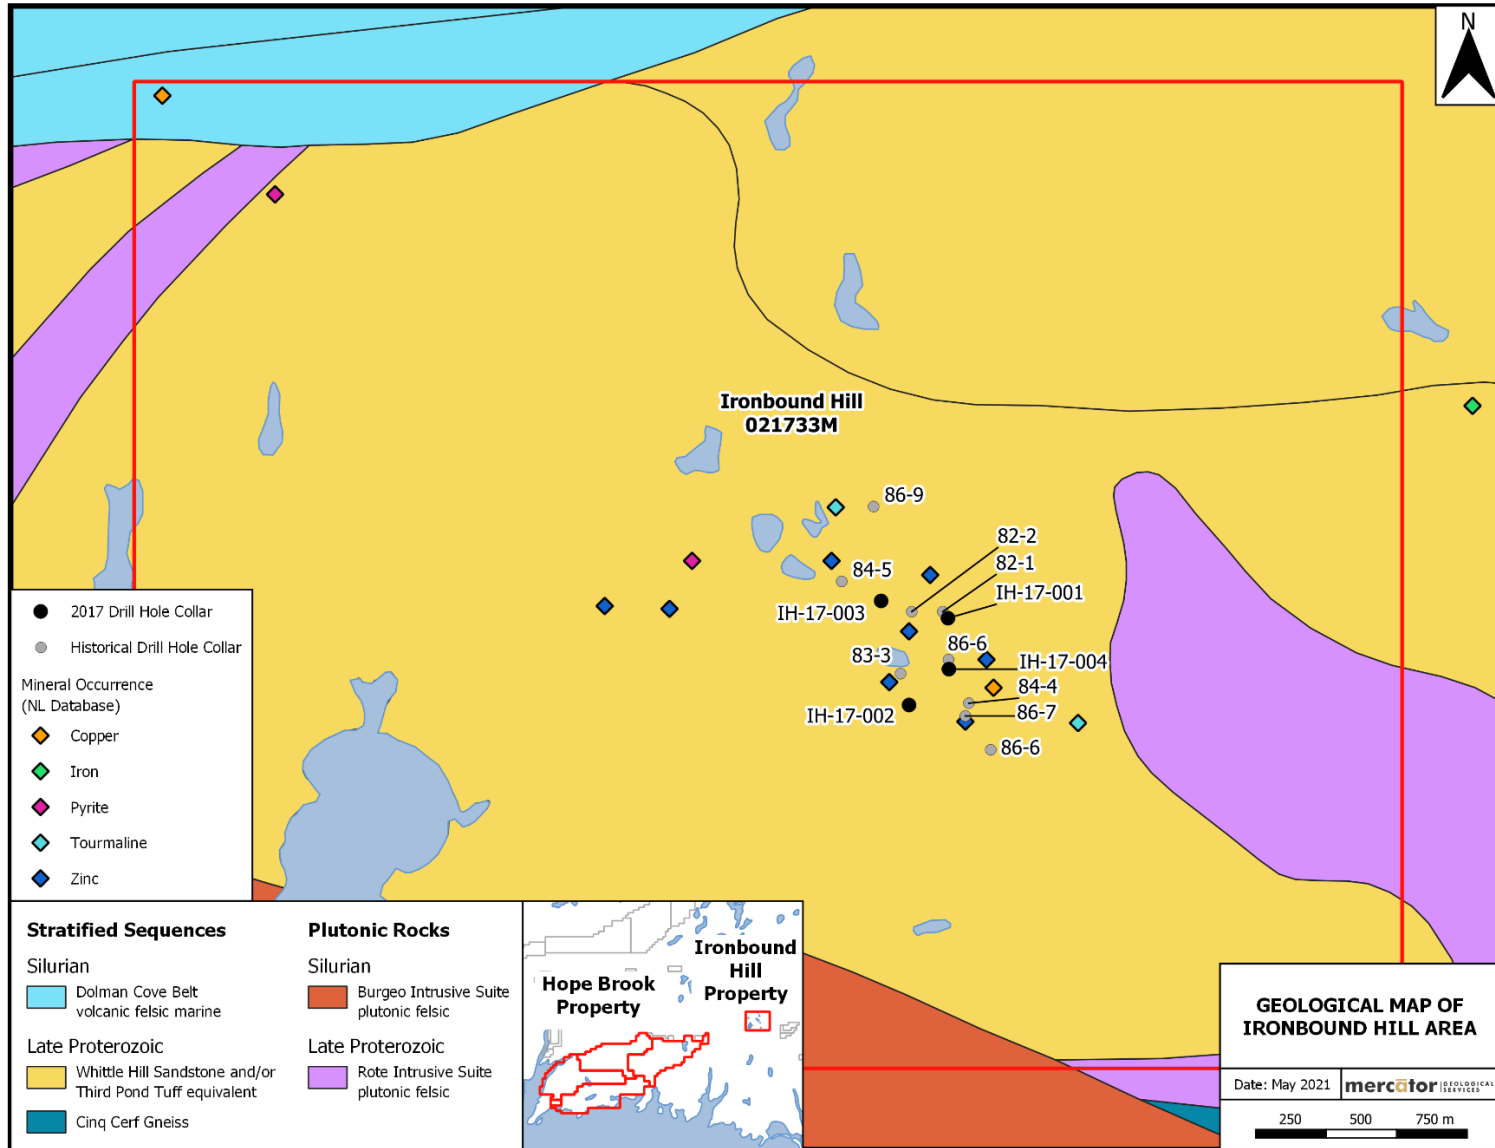 N
Ironbound Hill
021733M
86-9
82-2
82-1
84-5
IH-17-001
IH-17-003
86-6
83-3
IH-17-004
84-4
86-7
IH-17-002
86-6
2017 Drill Hole Collar
Historical Drill Hole Collar
Mineral Occurrence
(NL Database)
Copper
Iron
Pyrite
Tourmaline
Zinc
Stratified Sequences
Silurian
Dolman Cove Belt
volcanic felsic marine
Late Proterozoic
Whittle Hill Sandstone and/or
Third Pond Tuff equivalent
Cinq Cerf Gneiss
Plutonic Rocks
Silurian
Burgeo Intrusive Suite
plutonic felsic
Late Proterozoic
Rote Intrusive Suite
plutonic felsic
Ironbound
Hill
Property
Hope Brook
Property
GEOLOGICAL MAP OF
IRONBOUND HILL AREA
Date: May 2021
mercator GEOLOGICAL
SERVICES
250 500 750 m